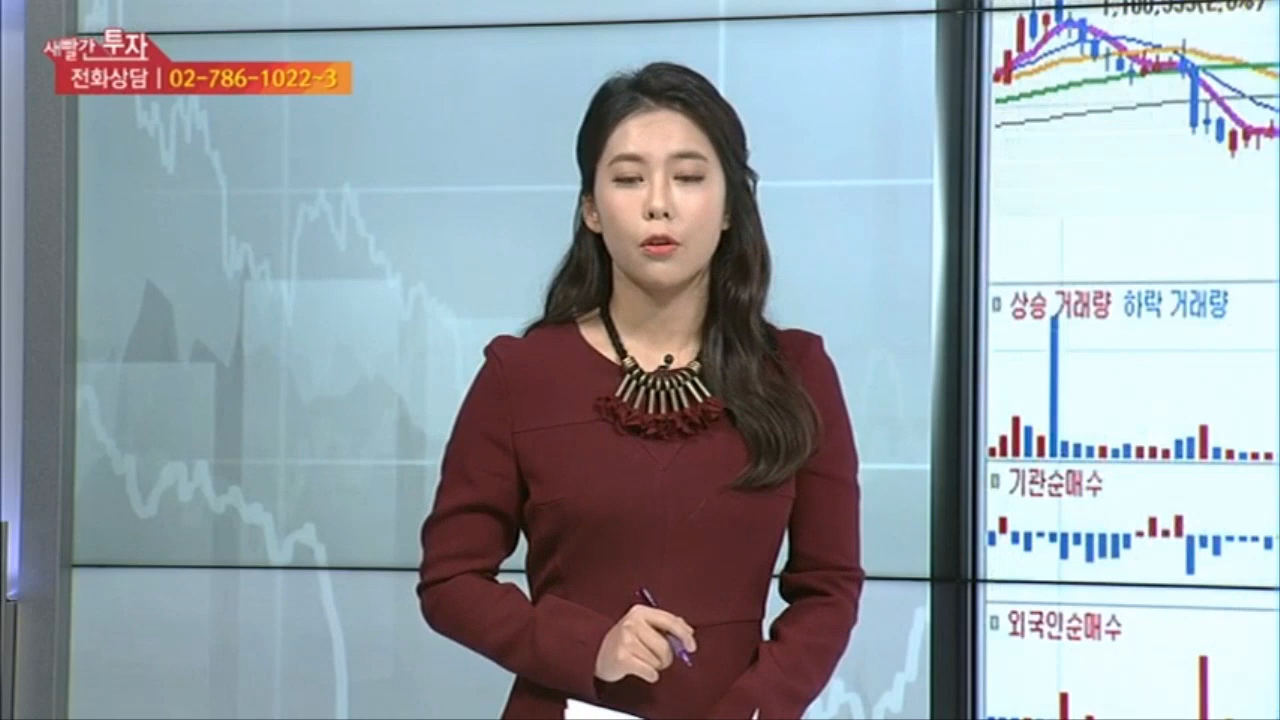 새빨간 투자
전화상담 | 02-786-1022~3
상승 거래량 하락 거래량
기관순매수
외국인순매수